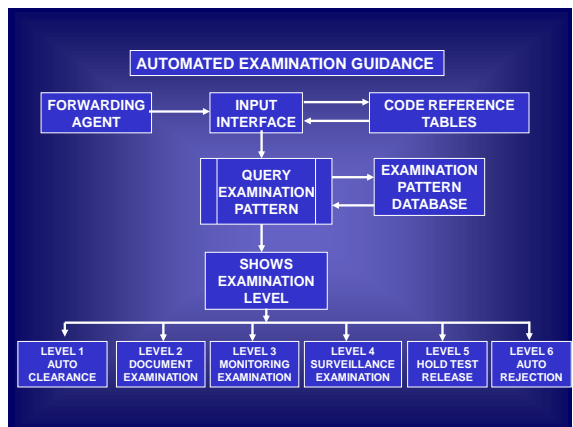 AUTOMATED EXAMINATION GUIDANCE
FORWARDING
AGENT
INPUT
INTERFACE
CODE REFERENCE
TABLES
QUERY
EXAMINATION
PATTERN
EXAMINATION
PATTERN
DATABASE
SHOWS
EXAMINATION
LEVEL
LEVEL 1
AUTO
CLEARANCE
LEVEL 2
DOCUMENT
EXAMINATION
LEVEL 3
MONITORING
EXAMINATION
LEVEL 4
SURVEILLANCE
EXAMINATION
LEVEL 5
HOLD TEST
RELEASE
LEVEL 6
AUTO
REJECTION